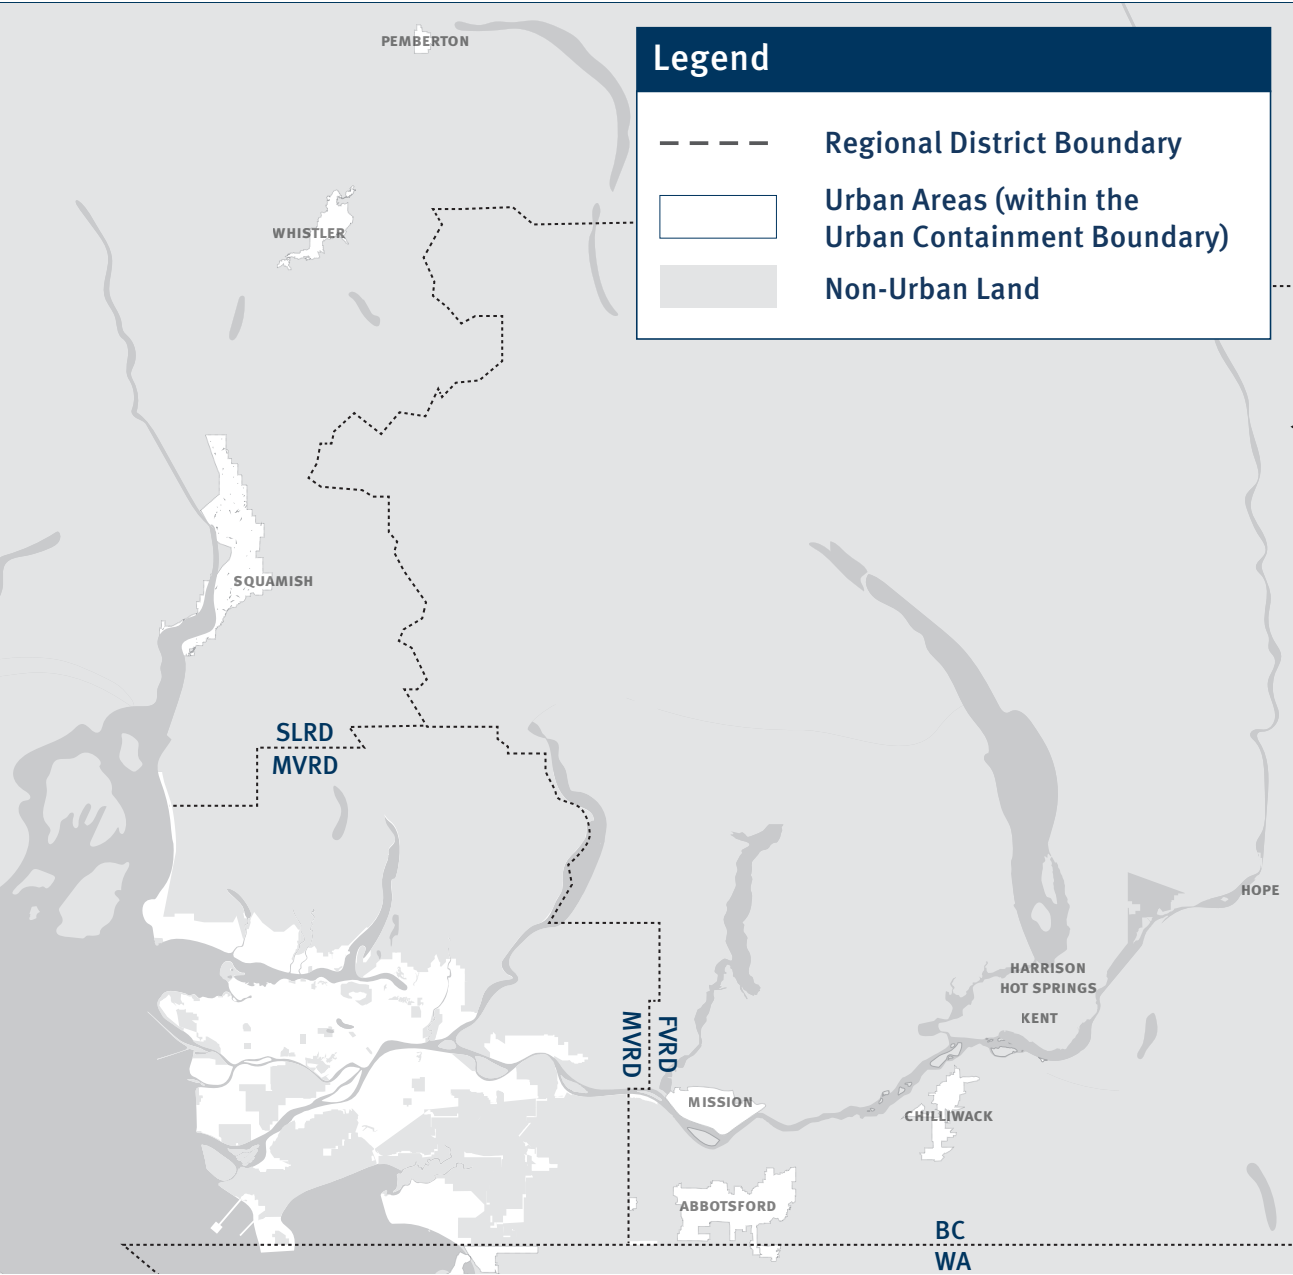 PEMBERTON
Legend
Regional District Boundary
Urban Areas (within the
Urban Containment Boundary)
Non-Urban Land
WHISTLER
SQUAMISH
SLRD
MVRD
HOPE
HARRISON
HOT SPRINGS
KENT
MVRD
FVRD
MISSION
CHILLIWACK
ABBOTSFORD
BC
WA